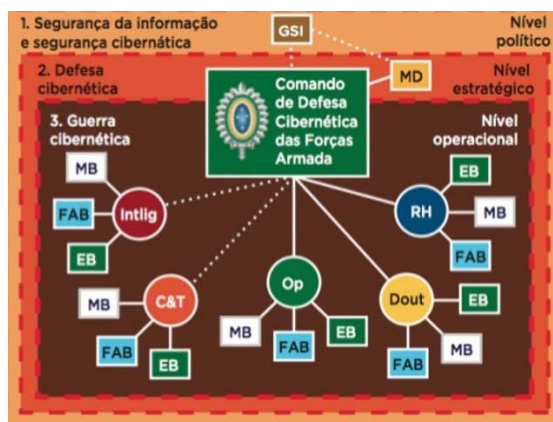 1. Segurança da informação
e segurança cibernática
GSI
Nível
político
2. Defesa
cibernética
MD
Nível
estratégico
Comando
de Defesa
Cibernética
das Forças
Armada
3. Guerra
cibernética
Nível
operacional
MB
FAB
EB
Intlig
EB
MB
FAB
RH
MB
FAB
EB
C&T
Op
MB
FAB
EB
Dout
EB
MB
FAB